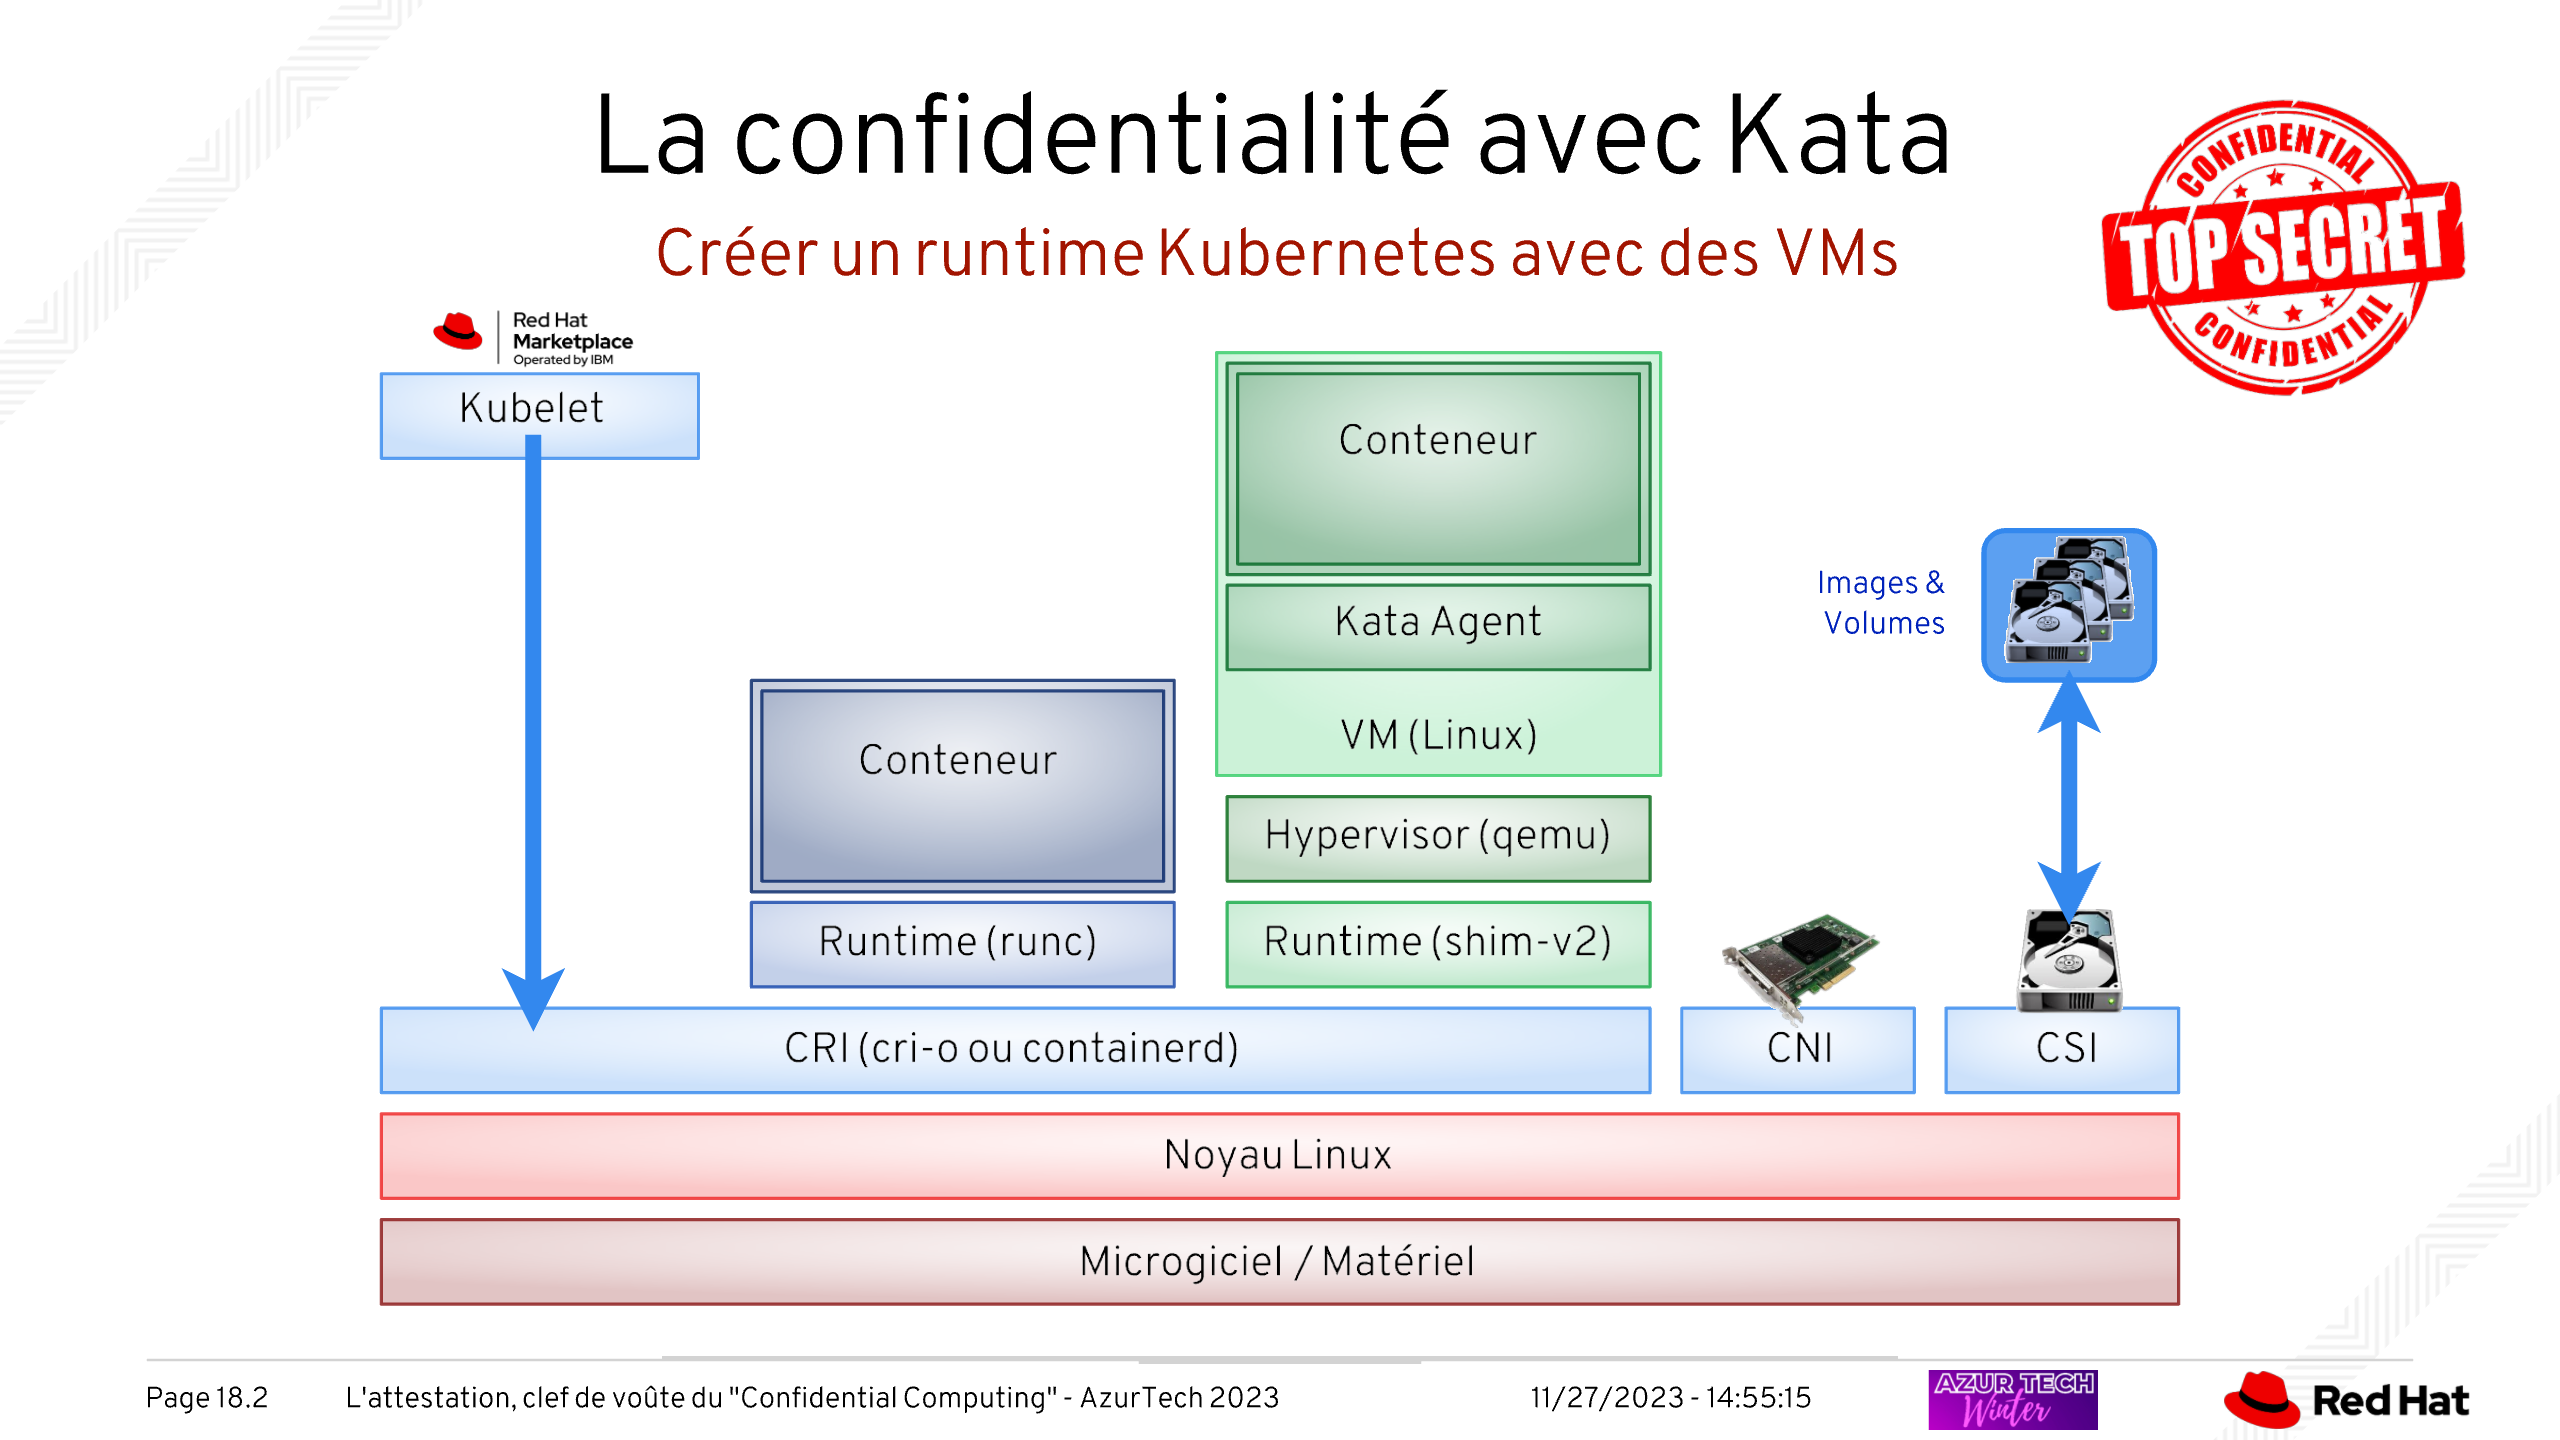 La confidentialité avec Kata
Créer un runtime Kubernetes avec des VMs
CONFIDENTIAL
TOP SECRET
CONFIDENTIAL
Red Hat
Marketplace
Operated by IBM
Kubelet
Conteneur
Kata Agent
VM (Linux)
Hypervisor (qemu)
Runtime (shim-v2)
Conteneur
Runtime (runc)
Images &
Volumes
CRI (cri-o ou containerd)
CNI
CSI
Noyau Linux
Microgiciel / Matériel
Page 18.2
L'attestation, clef de voûte du "Confidential Computing" - AzurTech 2023
11/27/2023 - 14:55:15
AZUR TECH
Winter
Red Hat